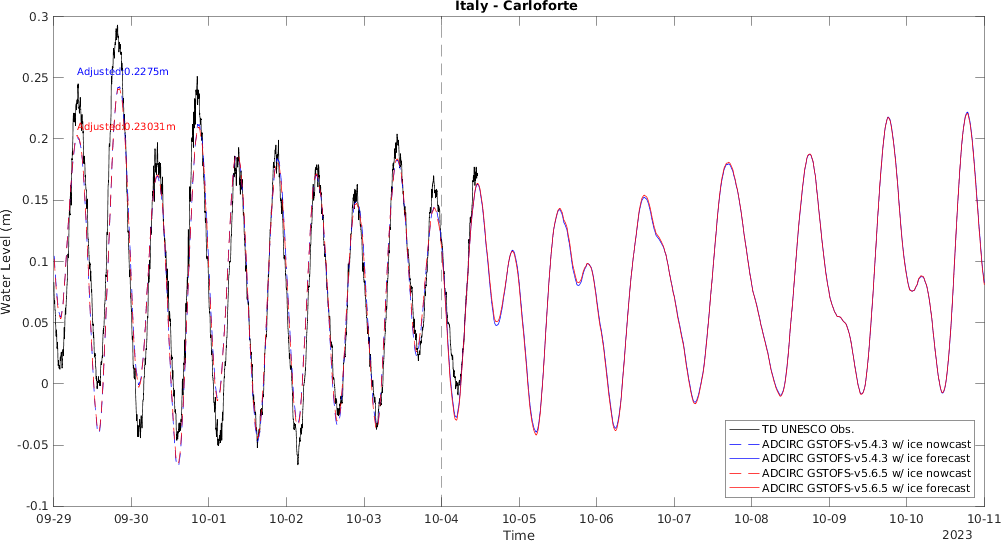 Italy - Carloforte
0.3
0.25
0.2
0.15
0.1
0.05
0
-0.05
-0.1
Water Level (m)
Adjusted:0.2275m
Adjusted:0.23031m
TD UNESCO Obs.
ADCIRC GSTOFS-v5.4.3 w/ ice nowcast
ADCIRC GSTOFS-v5.4.3 w/ ice forecast
ADCIRC GSTOFS-v5.6.5 w/ ice nowcast
ADCIRC GSTOFS-v5.6.5 w/ ice forecast
09-29 09-30 10-01 10-02 10-03 10-04 10-05 10-06 10-07 10-08 10-09 10-10 10-11
Time
2023